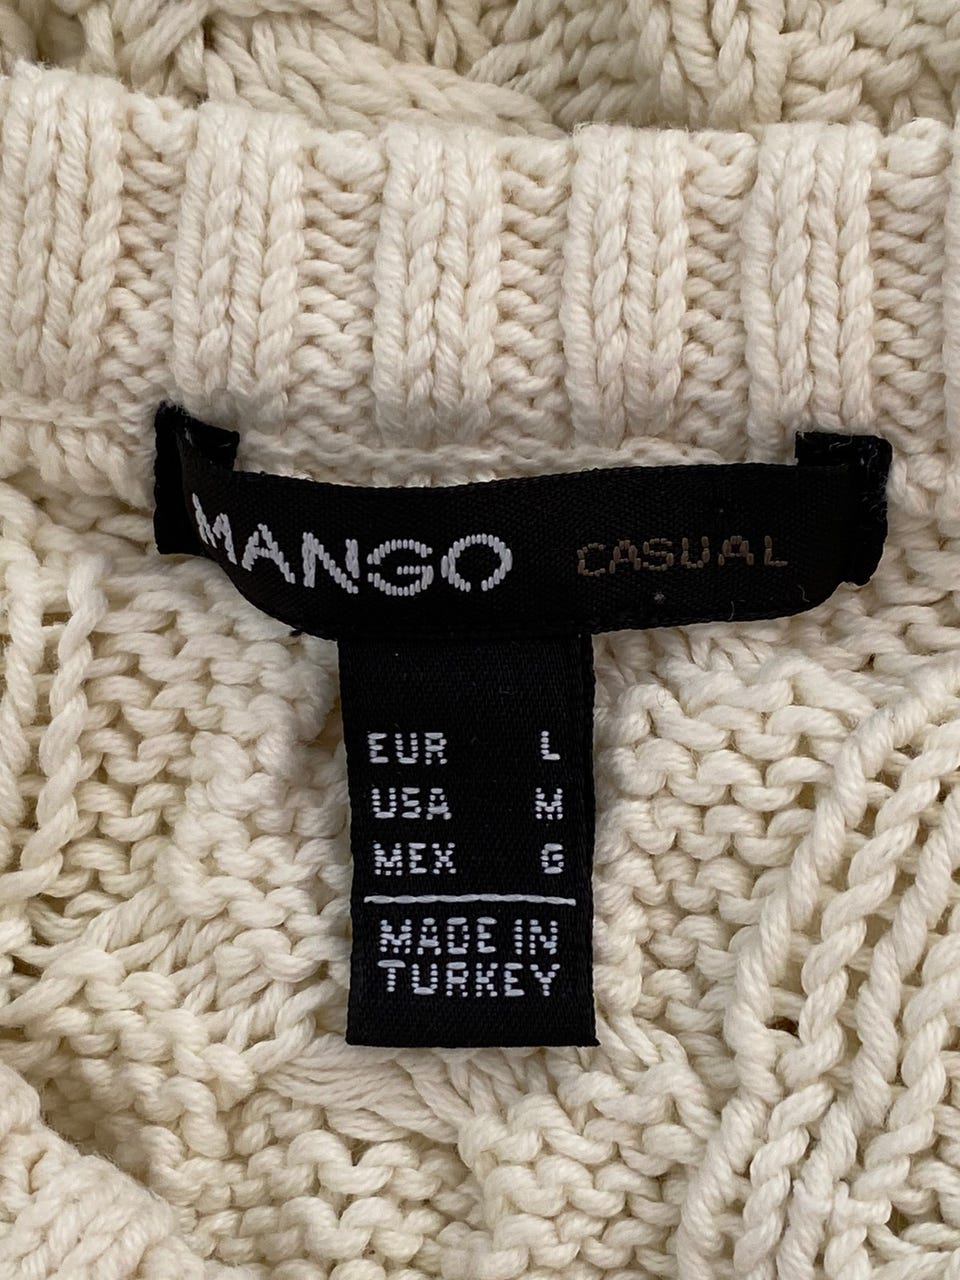 MANGO CASUAL
EUR L
USA M
MEX G
MADE IN
TURKEY